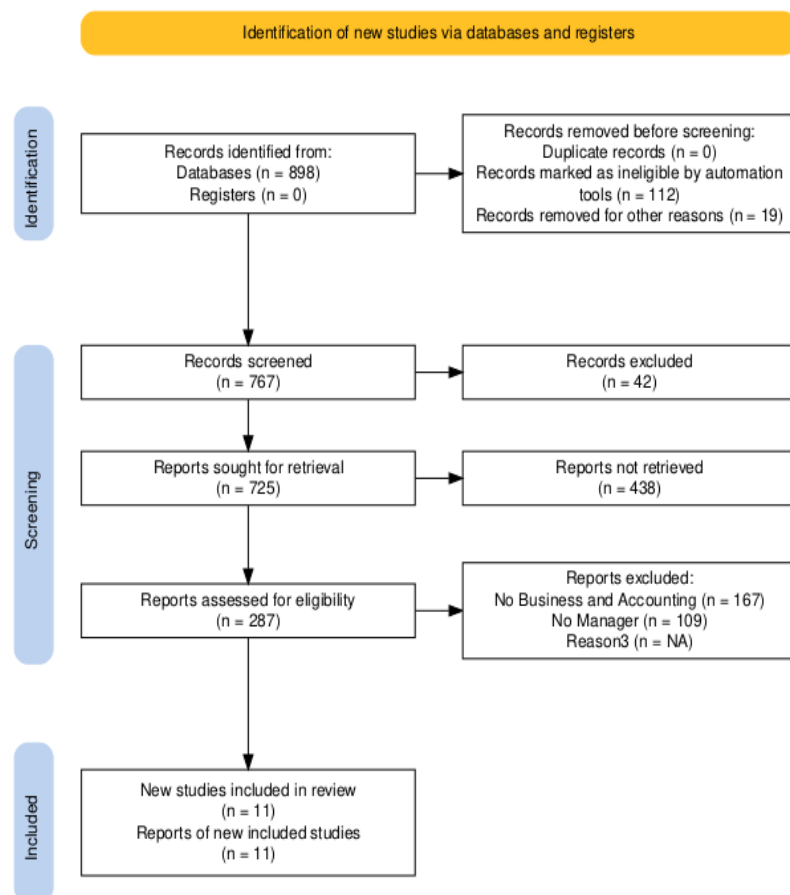 Identification of new studies via databases and registers
Identification
Records identified from:
Databases (n = 898)
Registers (n = 0)
Records removed before screening:
Duplicate records (n = 0)
Records marked as ineligible by automation
tools (n = 112)
Records removed for other reasons (n = 19)
Screening
Records screened
(n = 767)
Records excluded
(n = 42)
Reports sought for retrieval
(n = 725)
Reports not retrieved
(n = 438)
Reports assessed for eligibility
(n = 287)
Reports excluded:
No Business and Accounting (n = 167)
No Manager (n = 109)
Reason3 (n = NA)
Included
New studies included in review
(n = 11)
Reports of new included studies
(n = 11)